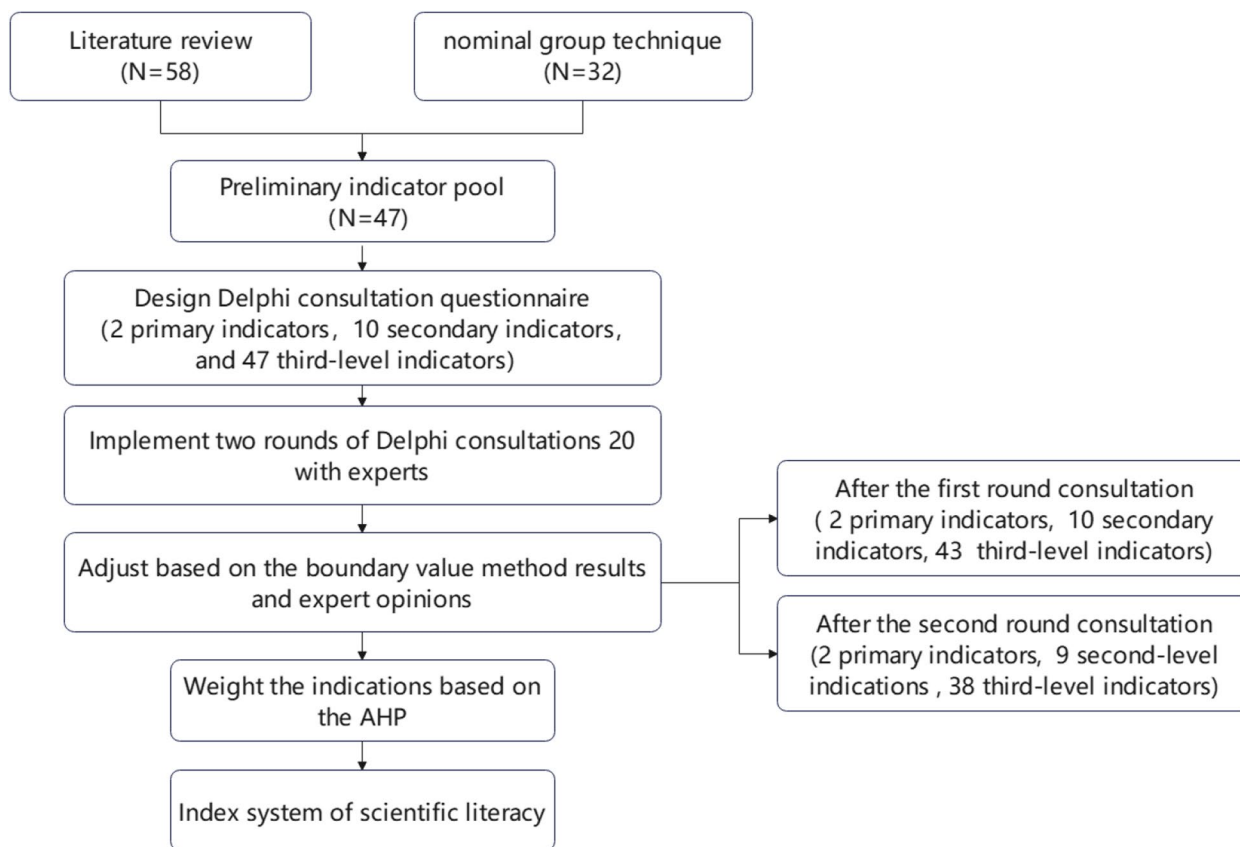 Literature review
(N=58)
nominal group technique
(N=32)
Preliminary indicator pool
(N=47)
Design Delphi consultation questionnaire
(2 primary indicators, 10 secondary indicators,
and 47 third-level indicators)
Implement two rounds of Delphi consultations 20
with experts
Adjust based on the boundary value method results
and expert opinions
After the first round consultation
( 2 primary indicators, 10 secondary
indicators, 43 third-level indicators)
After the second round consultation
(2 primary indicators, 9 second-level
indications , 38 third-level indicators)
Weight the indications based on
the AHP
Index system of scientific literacy